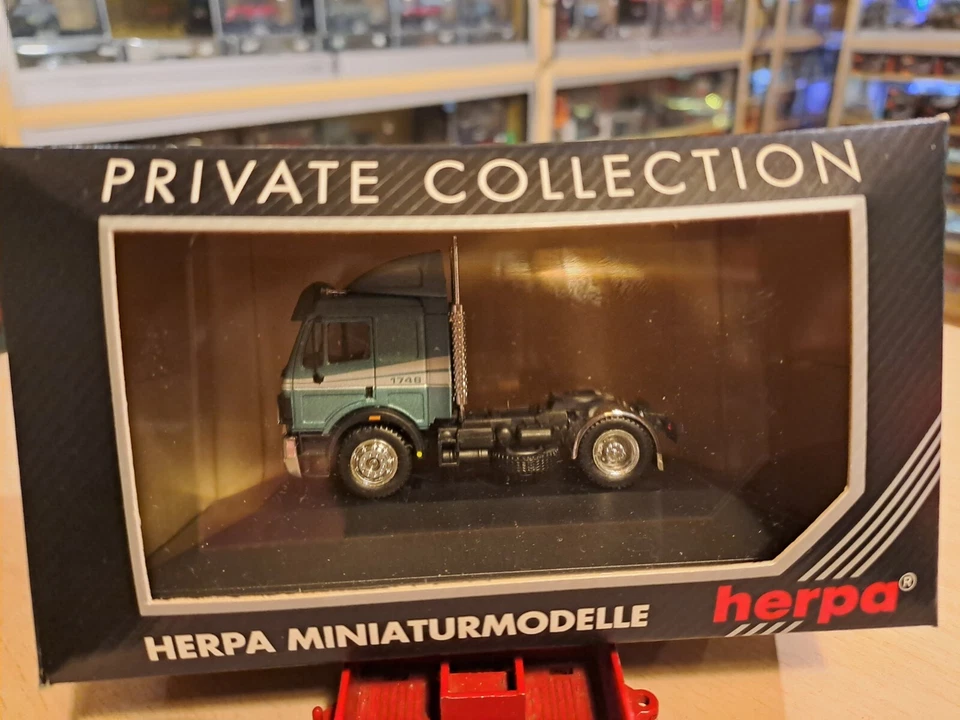 PRIVATE COLLECTION
1748
HERPA MINIATURMODELLE
herpa®